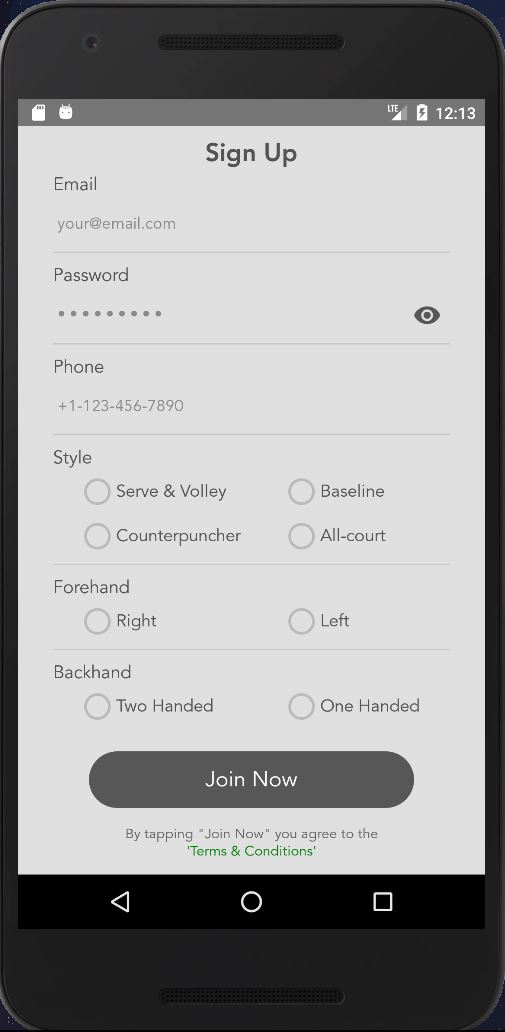 LTE 12:13
Sign Up
Email
your@email.com
Password
Phone
+1-123-456-7890
Style
Serve & Volley Baseline
Counterpuncher All-court
Forehand
Right Left
Backhand
Two Handed One Handed
Join Now
By tapping "Join Now" you agree to the
'Terms & Conditions'